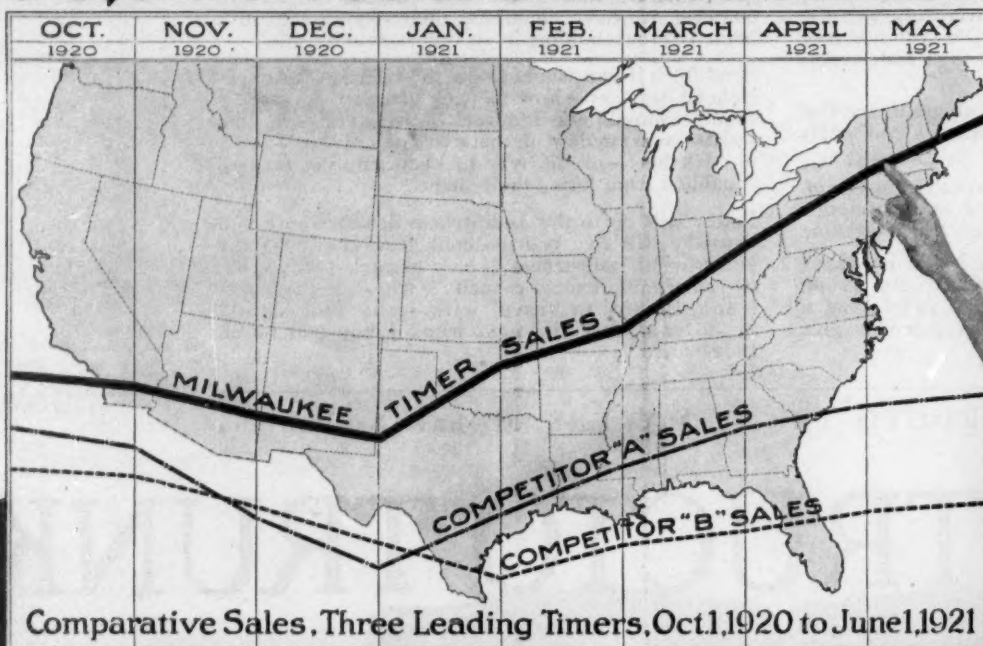 OCT. NOV. DEC. JAN. FEB. MARCH APRIL MAY
1920 1920 1920 1921 1921 1921 1921 1921
MILWAUKEE TIMER SALES
COMPETITOR "A" SALES
COMPETITOR "B" SALES
Comparative Sales, Three Leading Timers, Oct.1,1920 to June1,1921